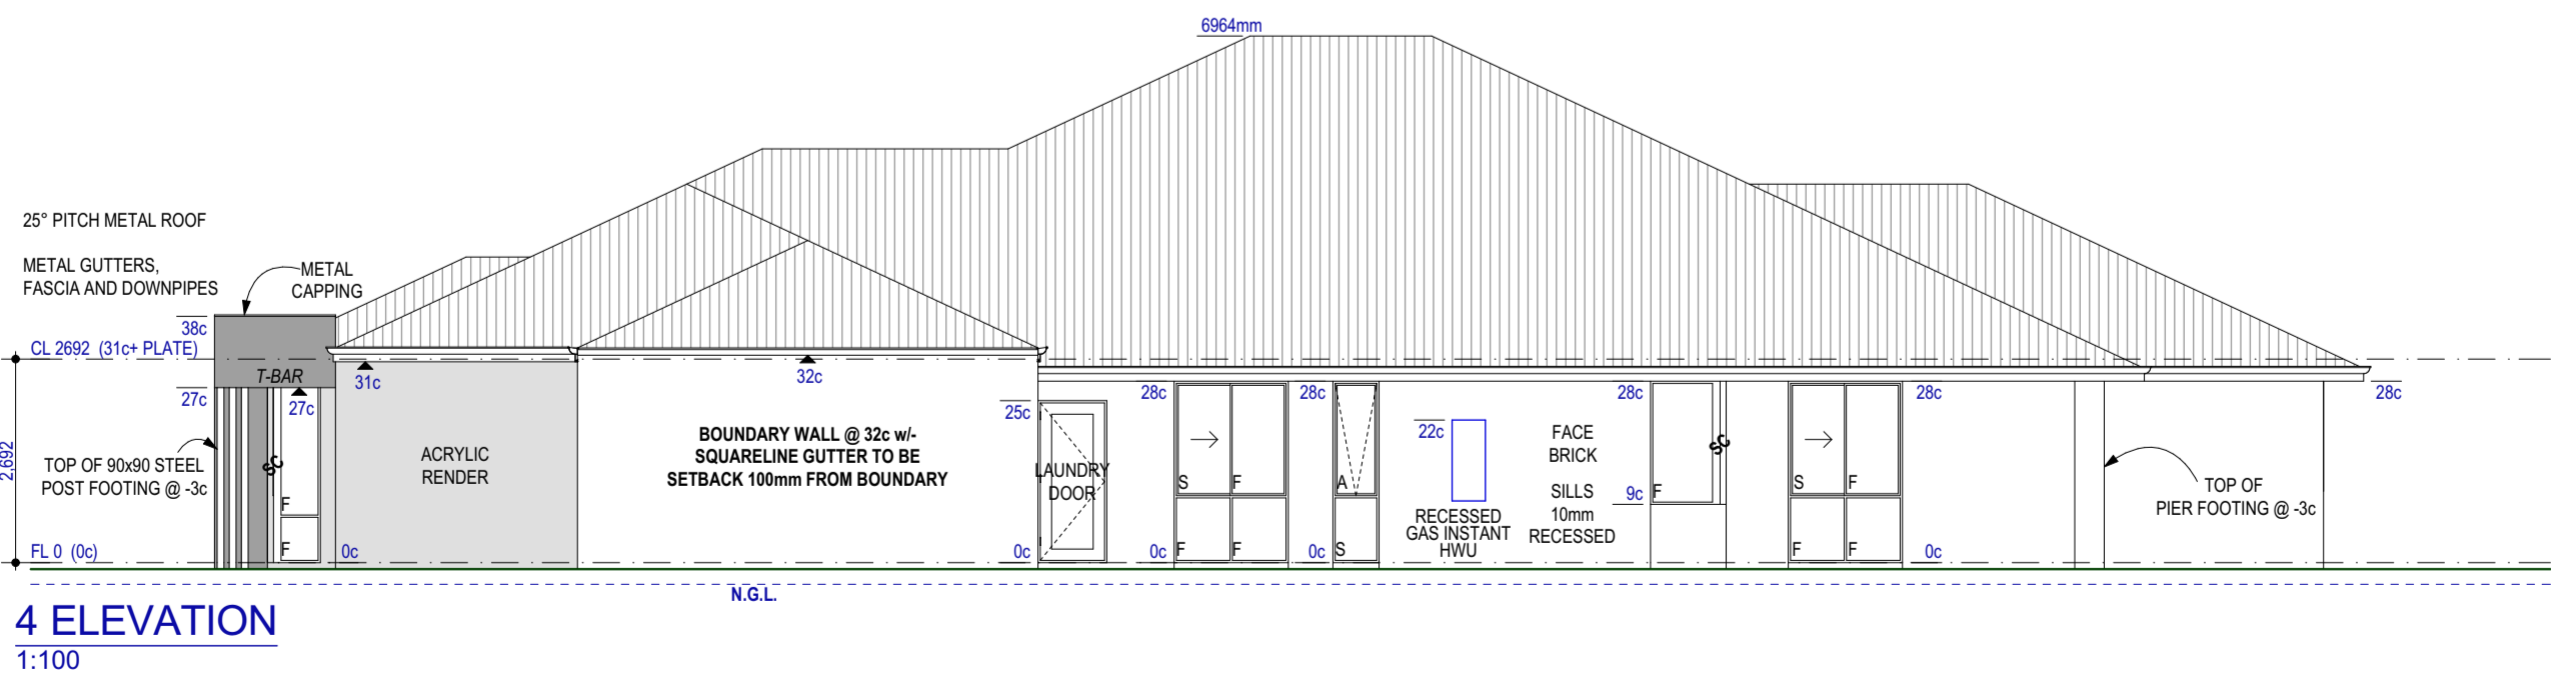 6964mm
25° PITCH METAL ROOF
METAL GUTTERS,
FASCIA AND DOWNPIPES
METAL
CAPPING
38c
CL 2692 (31c+ PLATE)
T-BAR
31c
32c
27c
27c
25c
28c
28c
28c
28c
28c
2,692
TOP OF 90x90 STEEL
POST FOOTING @ -3c
SC
F
F
ACRYLIC
RENDER
BOUNDARY WALL @ 32c w/-
SQUARELINE GUTTER TO BE
SETBACK 100mm FROM BOUNDARY
LAUNDRY
DOOR
S
F
F
F
A
S
22c
RECESSED
GAS INSTANT
HWU
FACE
BRICK
SILLS
10mm
RECESSED
9c
F
SC
S
F
F
F
TOP OF
PIER FOOTING @ -3c
FL 0 (0c)
0c
0c
0c
0c
0c
N.G.L.
4 ELEVATION
1:100